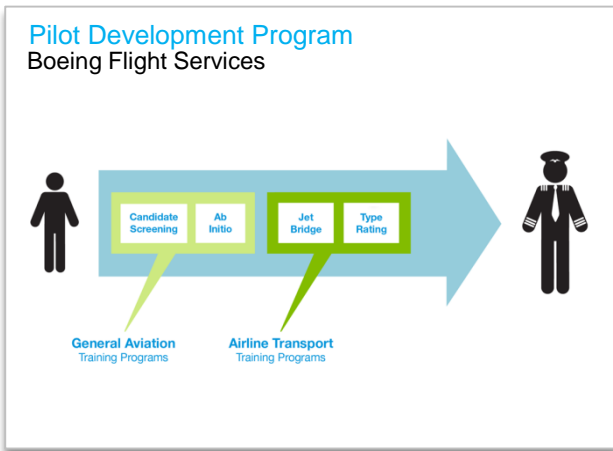 Pilot Development Program
Boeing Flight Services
Candidate
Screening
Ab
Initio
Jet
Bridge
Type
Rating
General Aviation
Training Programs
Airline Transport
Training Programs